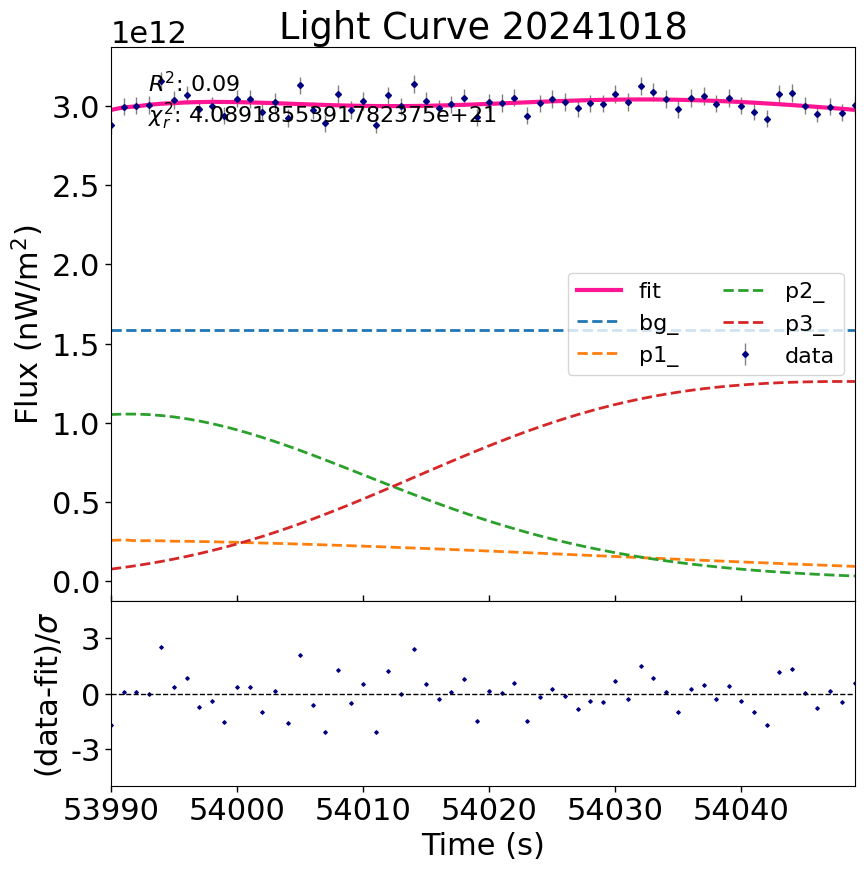 Light Curve 20241018
1e12
R²: 0.09
χ²ᵣ: 4.0891855391782375e+21
3.0
2.5
2.0
1.5
1.0
0.5
0.0
Flux (nW/m²)
fit
bg_
p1_
p2_
p3_
data
3
0
-3
(data-fit)/σ
53990 54000 54010 54020 54030 54040
Time (s)